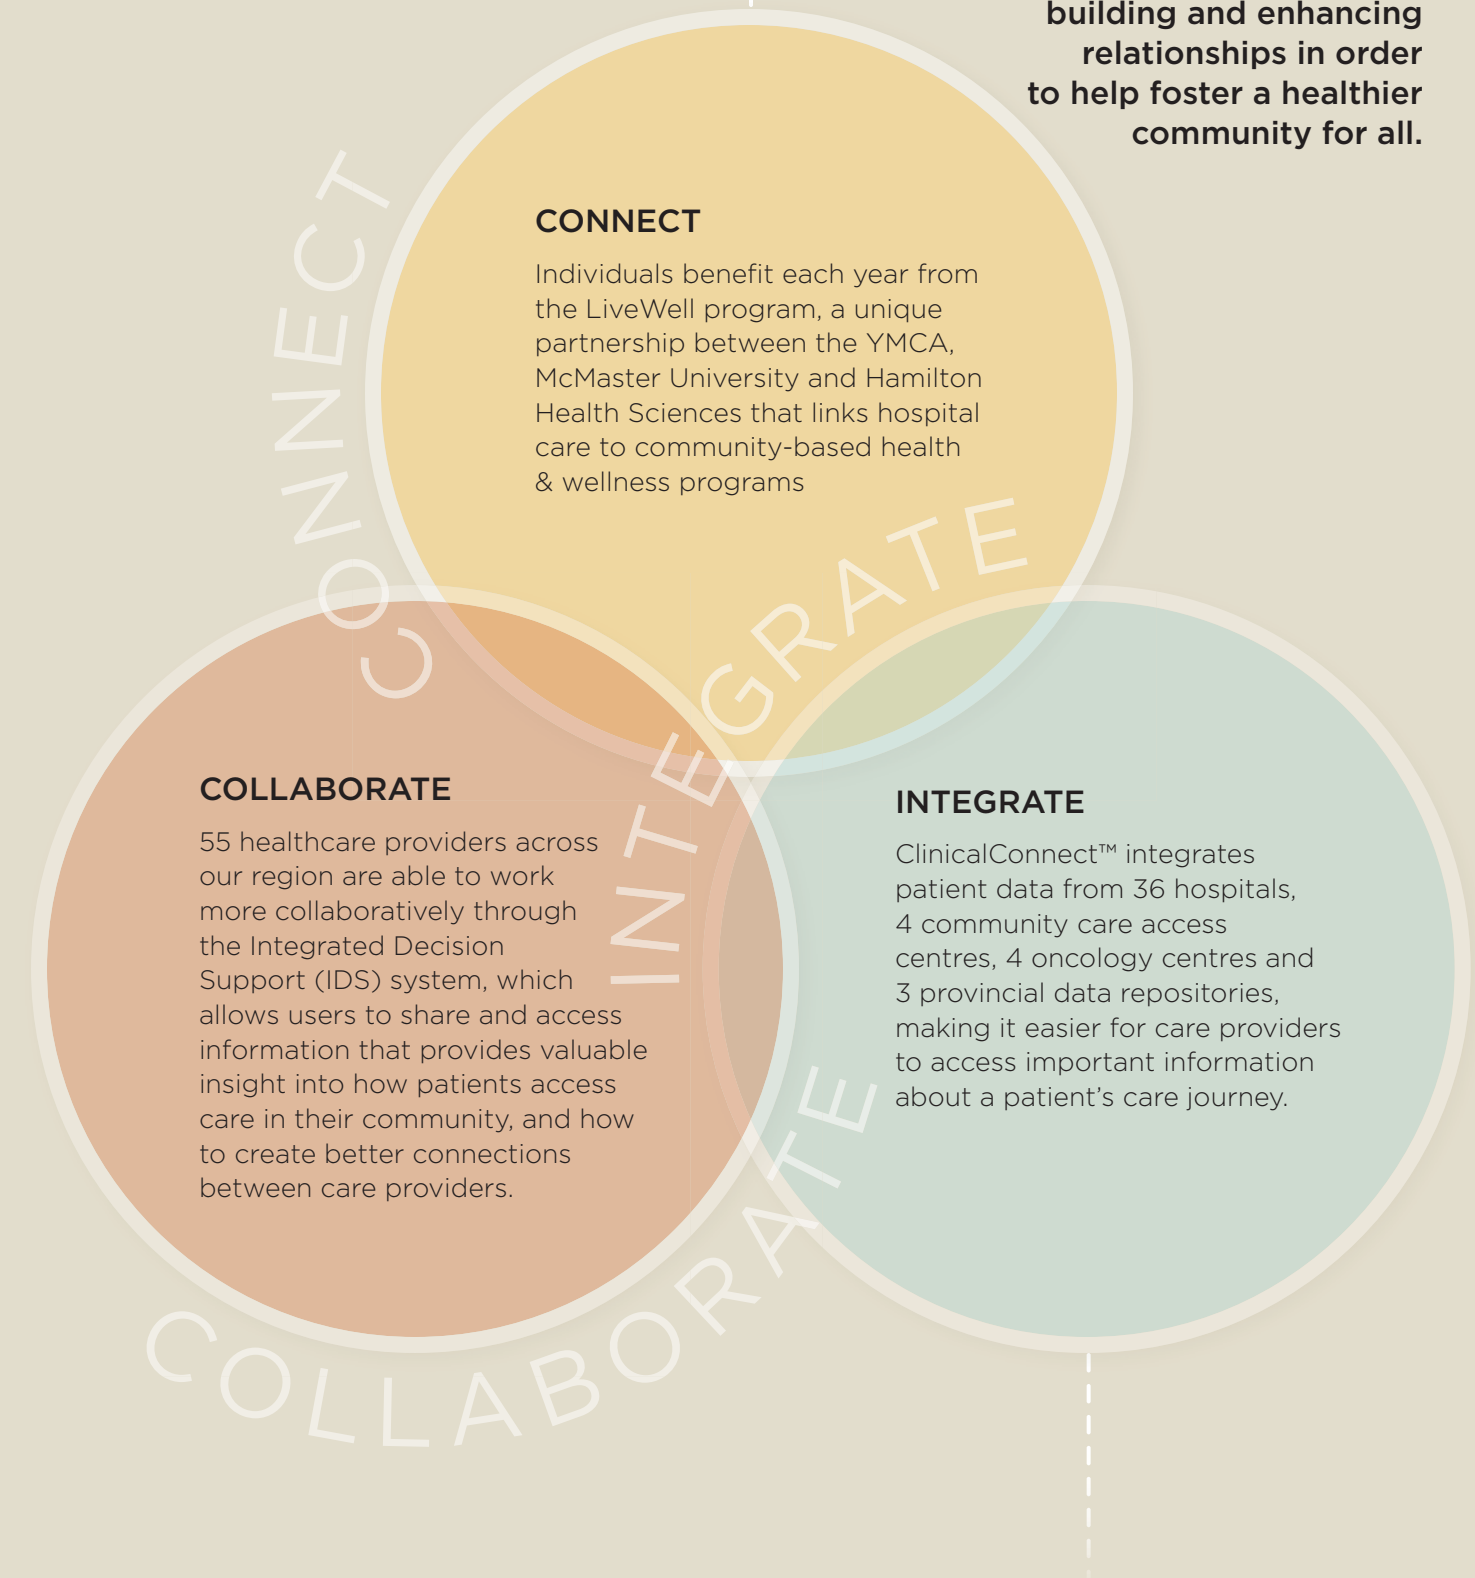 building and enhancing
relationships in order
to help foster a healthier
community for all.
CONNECT
CONNECT
Individuals benefit each year from
the LiveWell program, a unique
partnership between the YMCA,
McMaster University and Hamilton
Health Sciences that links hospital
care to community-based health
& wellness programs
INTEGRATE
COLLABORATE
55 healthcare providers across
our region are able to work
more collaboratively through
the Integrated Decision
Support (IDS) system, which
allows users to share and access
information that provides valuable
insight into how patients access
care in their community, and how
to create better connections
between care providers.
INTEGRATE
ClinicalConnect™ integrates
patient data from 36 hospitals,
4 community care access
centres, 4 oncology centres and
3 provincial data repositories,
making it easier for care providers
to access important information
about a patient’s care journey.
COLLABORATE